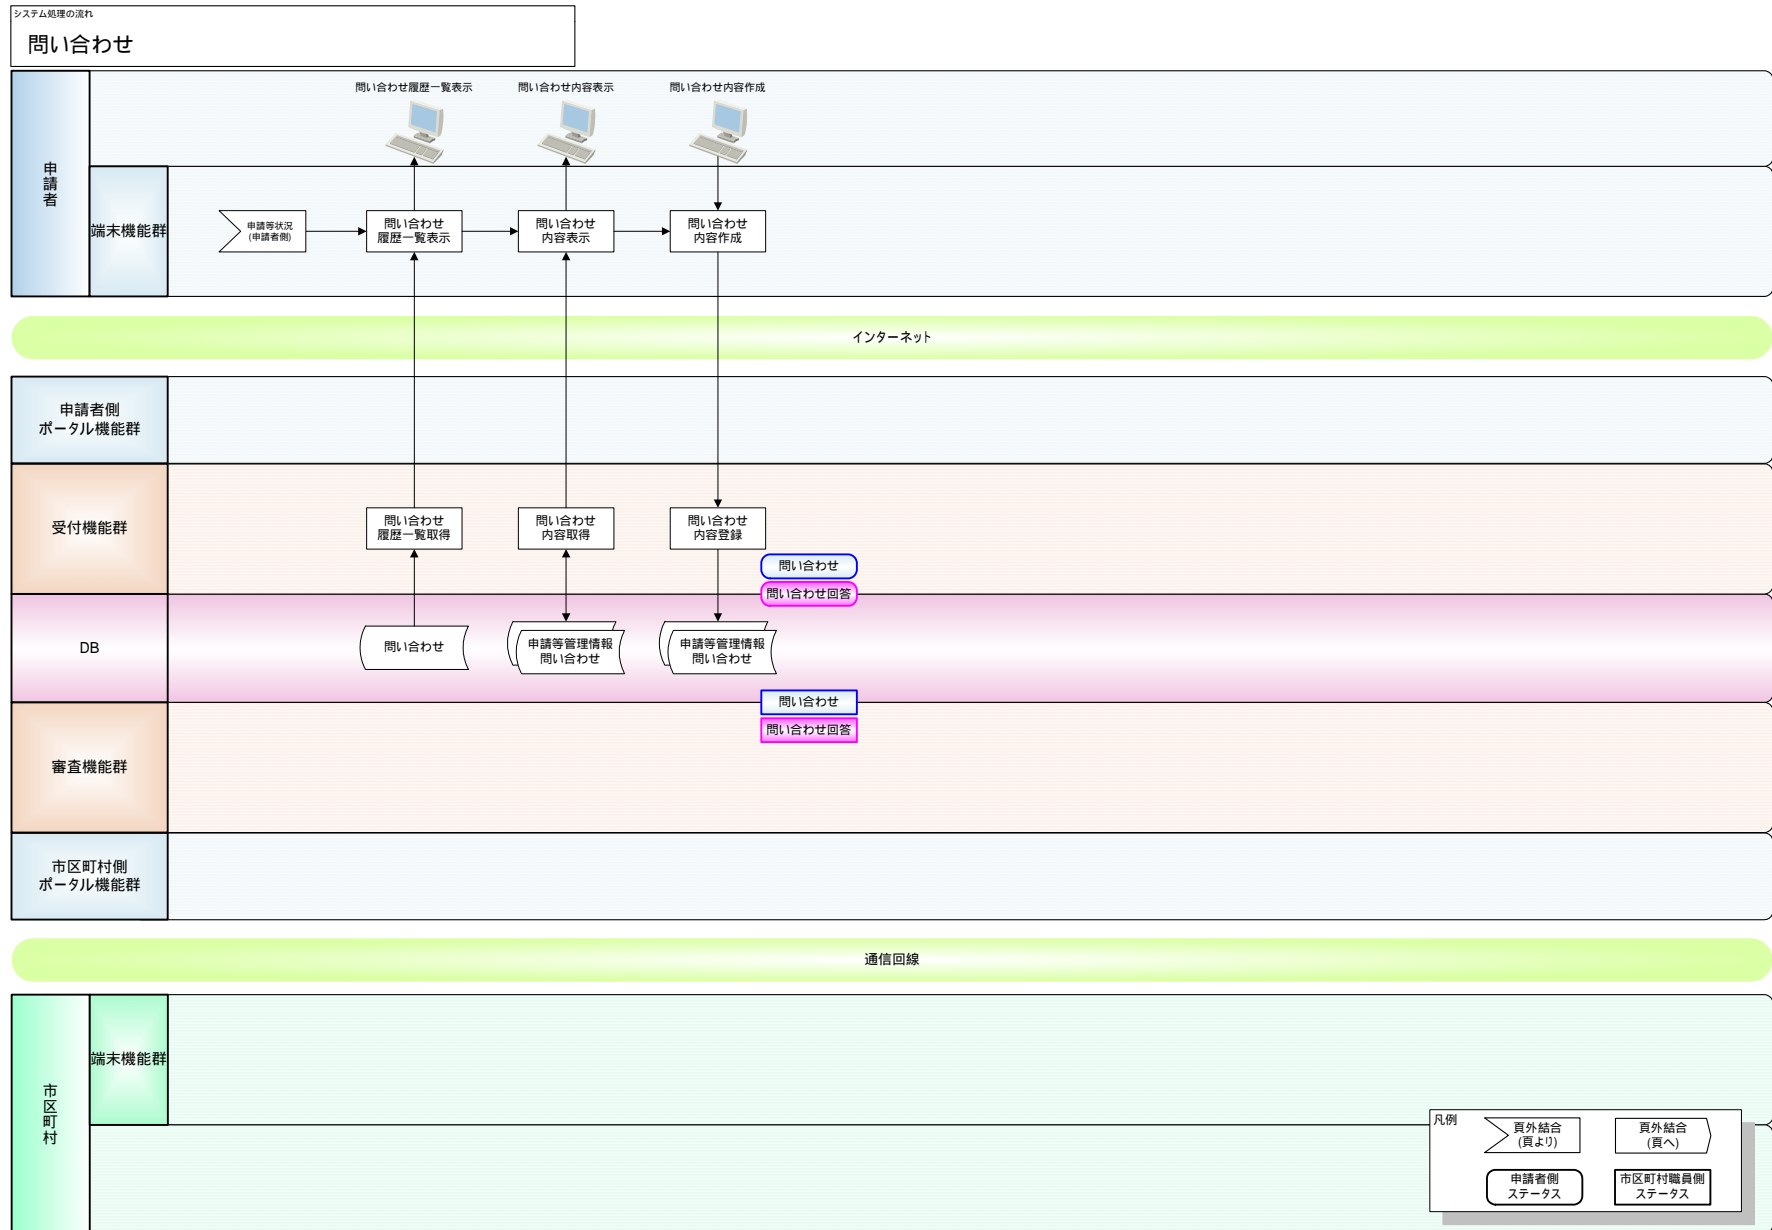 システム処理の流れ
問い合わせ
問い合わせ履歴一覧表示
問い合わせ内容表示
問い合わせ内容作成
申請者
端末機能群
申請等状況
(申請者側)
問い合わせ
履歴一覧表示
問い合わせ
内容表示
問い合わせ
内容作成
インターネット
申請者側
ポータル機能群
受付機能群
問い合わせ
履歴一覧取得
問い合わせ
内容取得
問い合わせ
内容登録
問い合わせ
問い合わせ回答
DB
問い合わせ
申請等管理情報
問い合わせ
申請等管理情報
問い合わせ
問い合わせ
問い合わせ回答
審査機能群
市区町村側
ポータル機能群
通信回線
市区町村
端末機能群
凡例
頁外結合
(頁より)
頁外結合
(頁へ)
申請者側
ステータス
市区町村職員側
ステータス